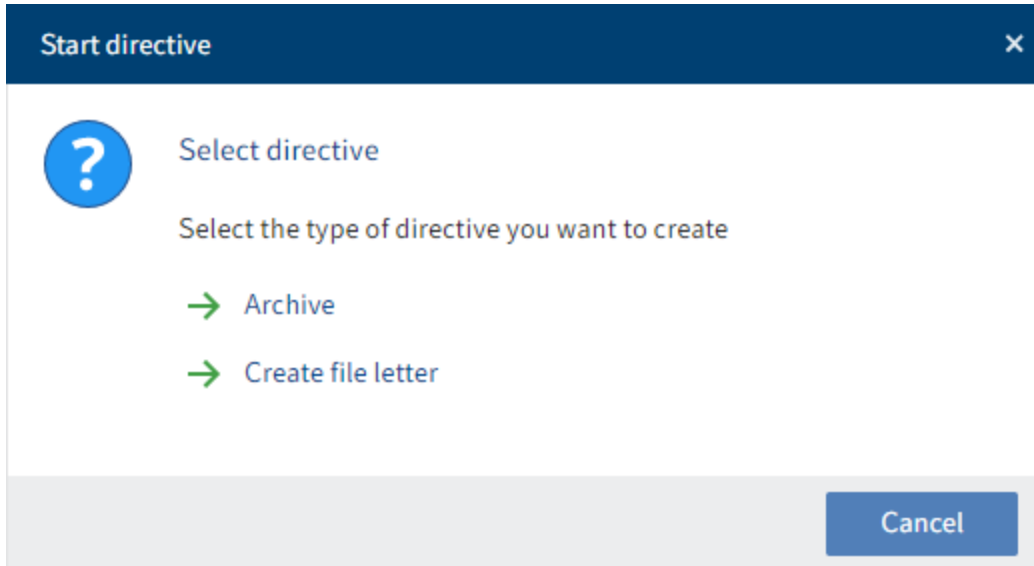 Start directive
Select directive
Select the type of directive you want to create
Archive
Create file letter
Cancel